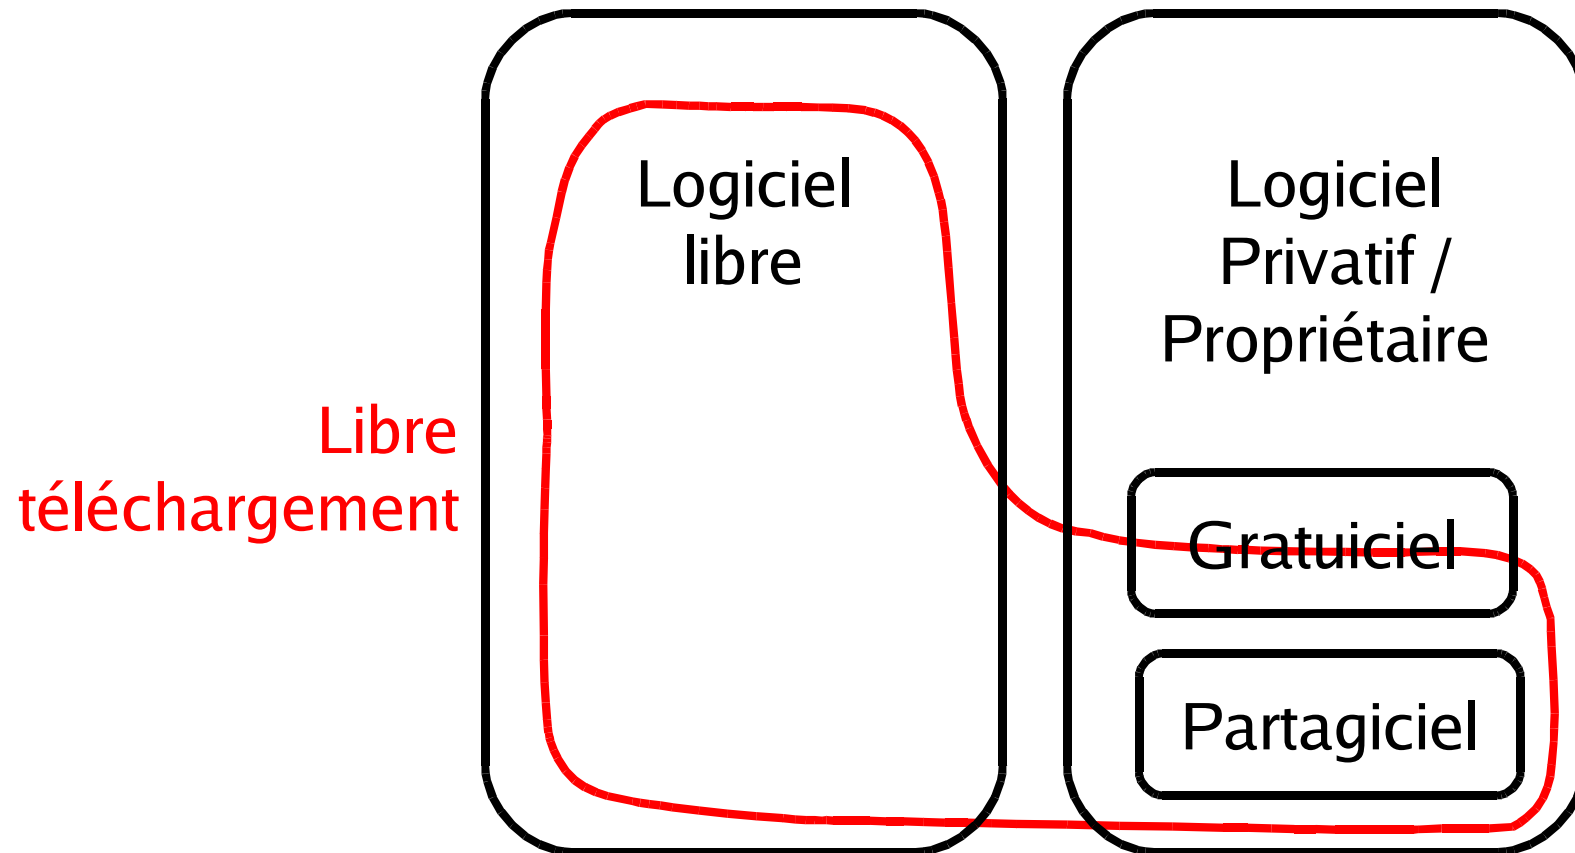 Logiciel
libre
Logiciel
Privatif /
Propriétaire
Libre
téléchargement
Gratuiciel
Partagiciel